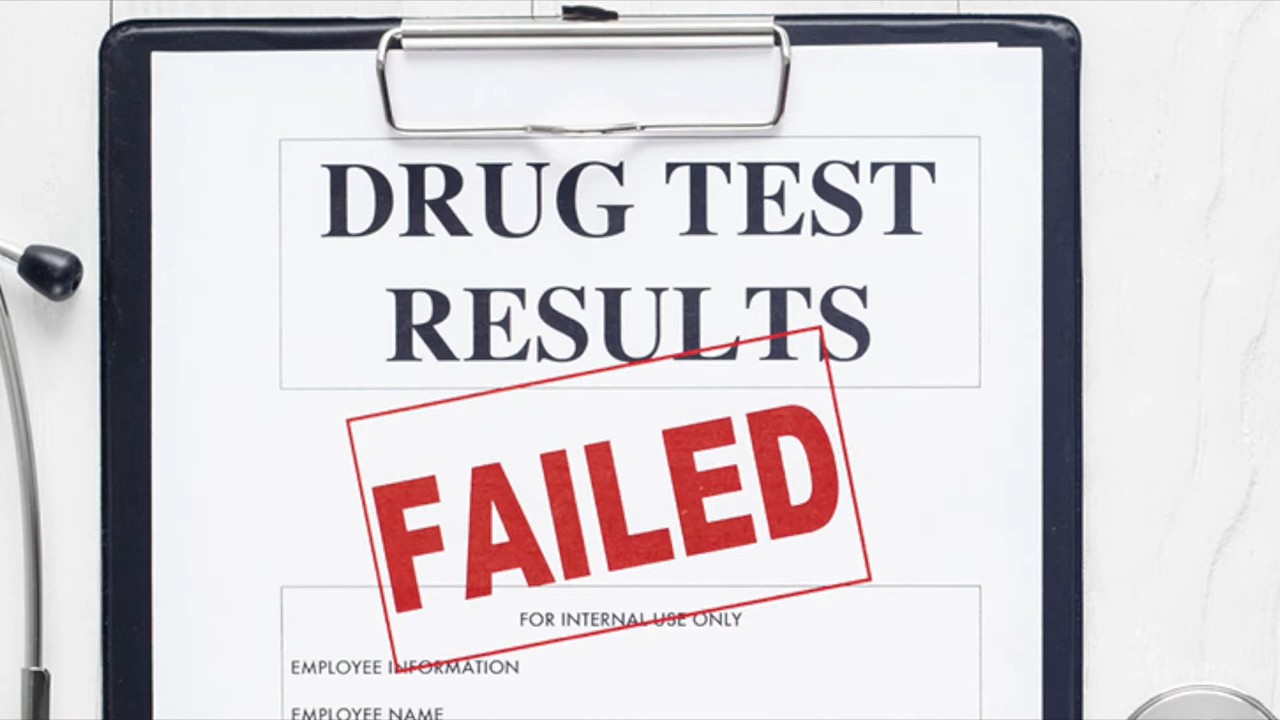 DRUG TEST
RESULTS
FAILED
FOR INTERNAL USE ONLY
EMPLOYEE INFORMATION
EMPLOYEE NAME